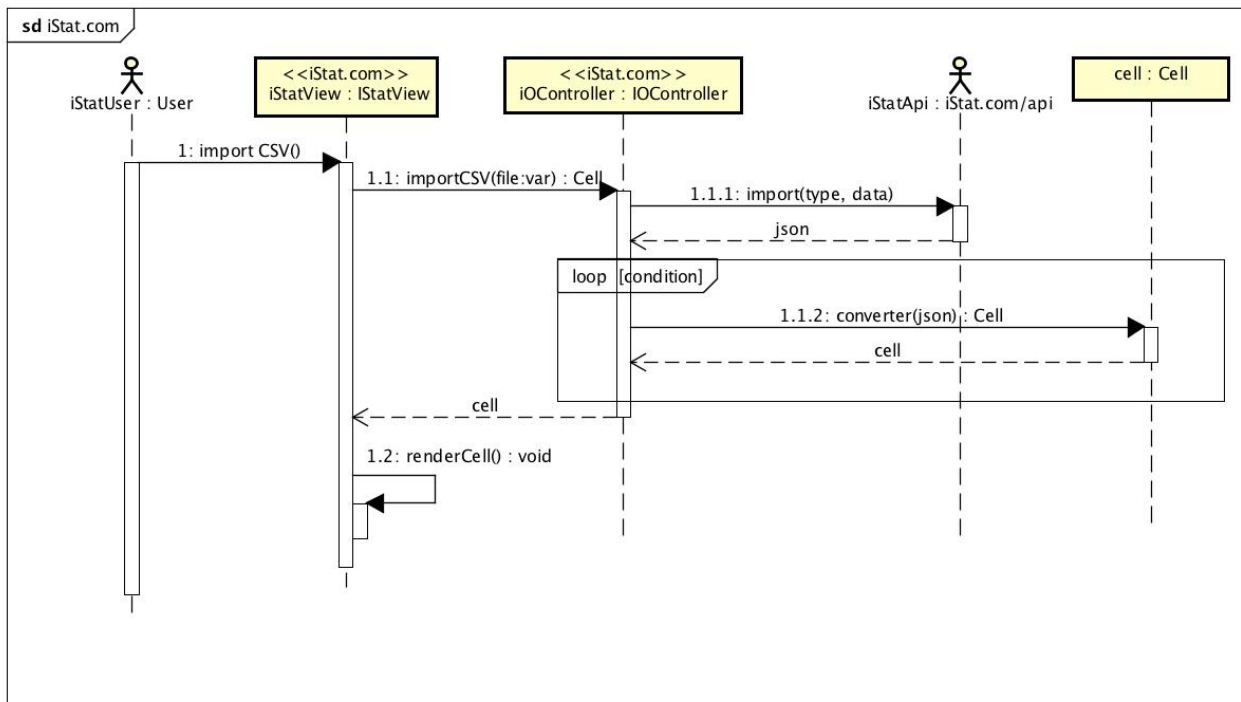 sd iStat.com
iStatUser : User
<<iStat.com>>
iStatView : IStatView
<<iStat.com>>
iOController : IOController
iStatApi : iStat.com/api
cell : Cell
1: import CSV()
1.1: importCSV(file:var) : Cell
1.1.1: import(type, data)
json
loop [condition]
1.1.2: converter(json) : Cell
cell
cell
1.2: renderCell() : void